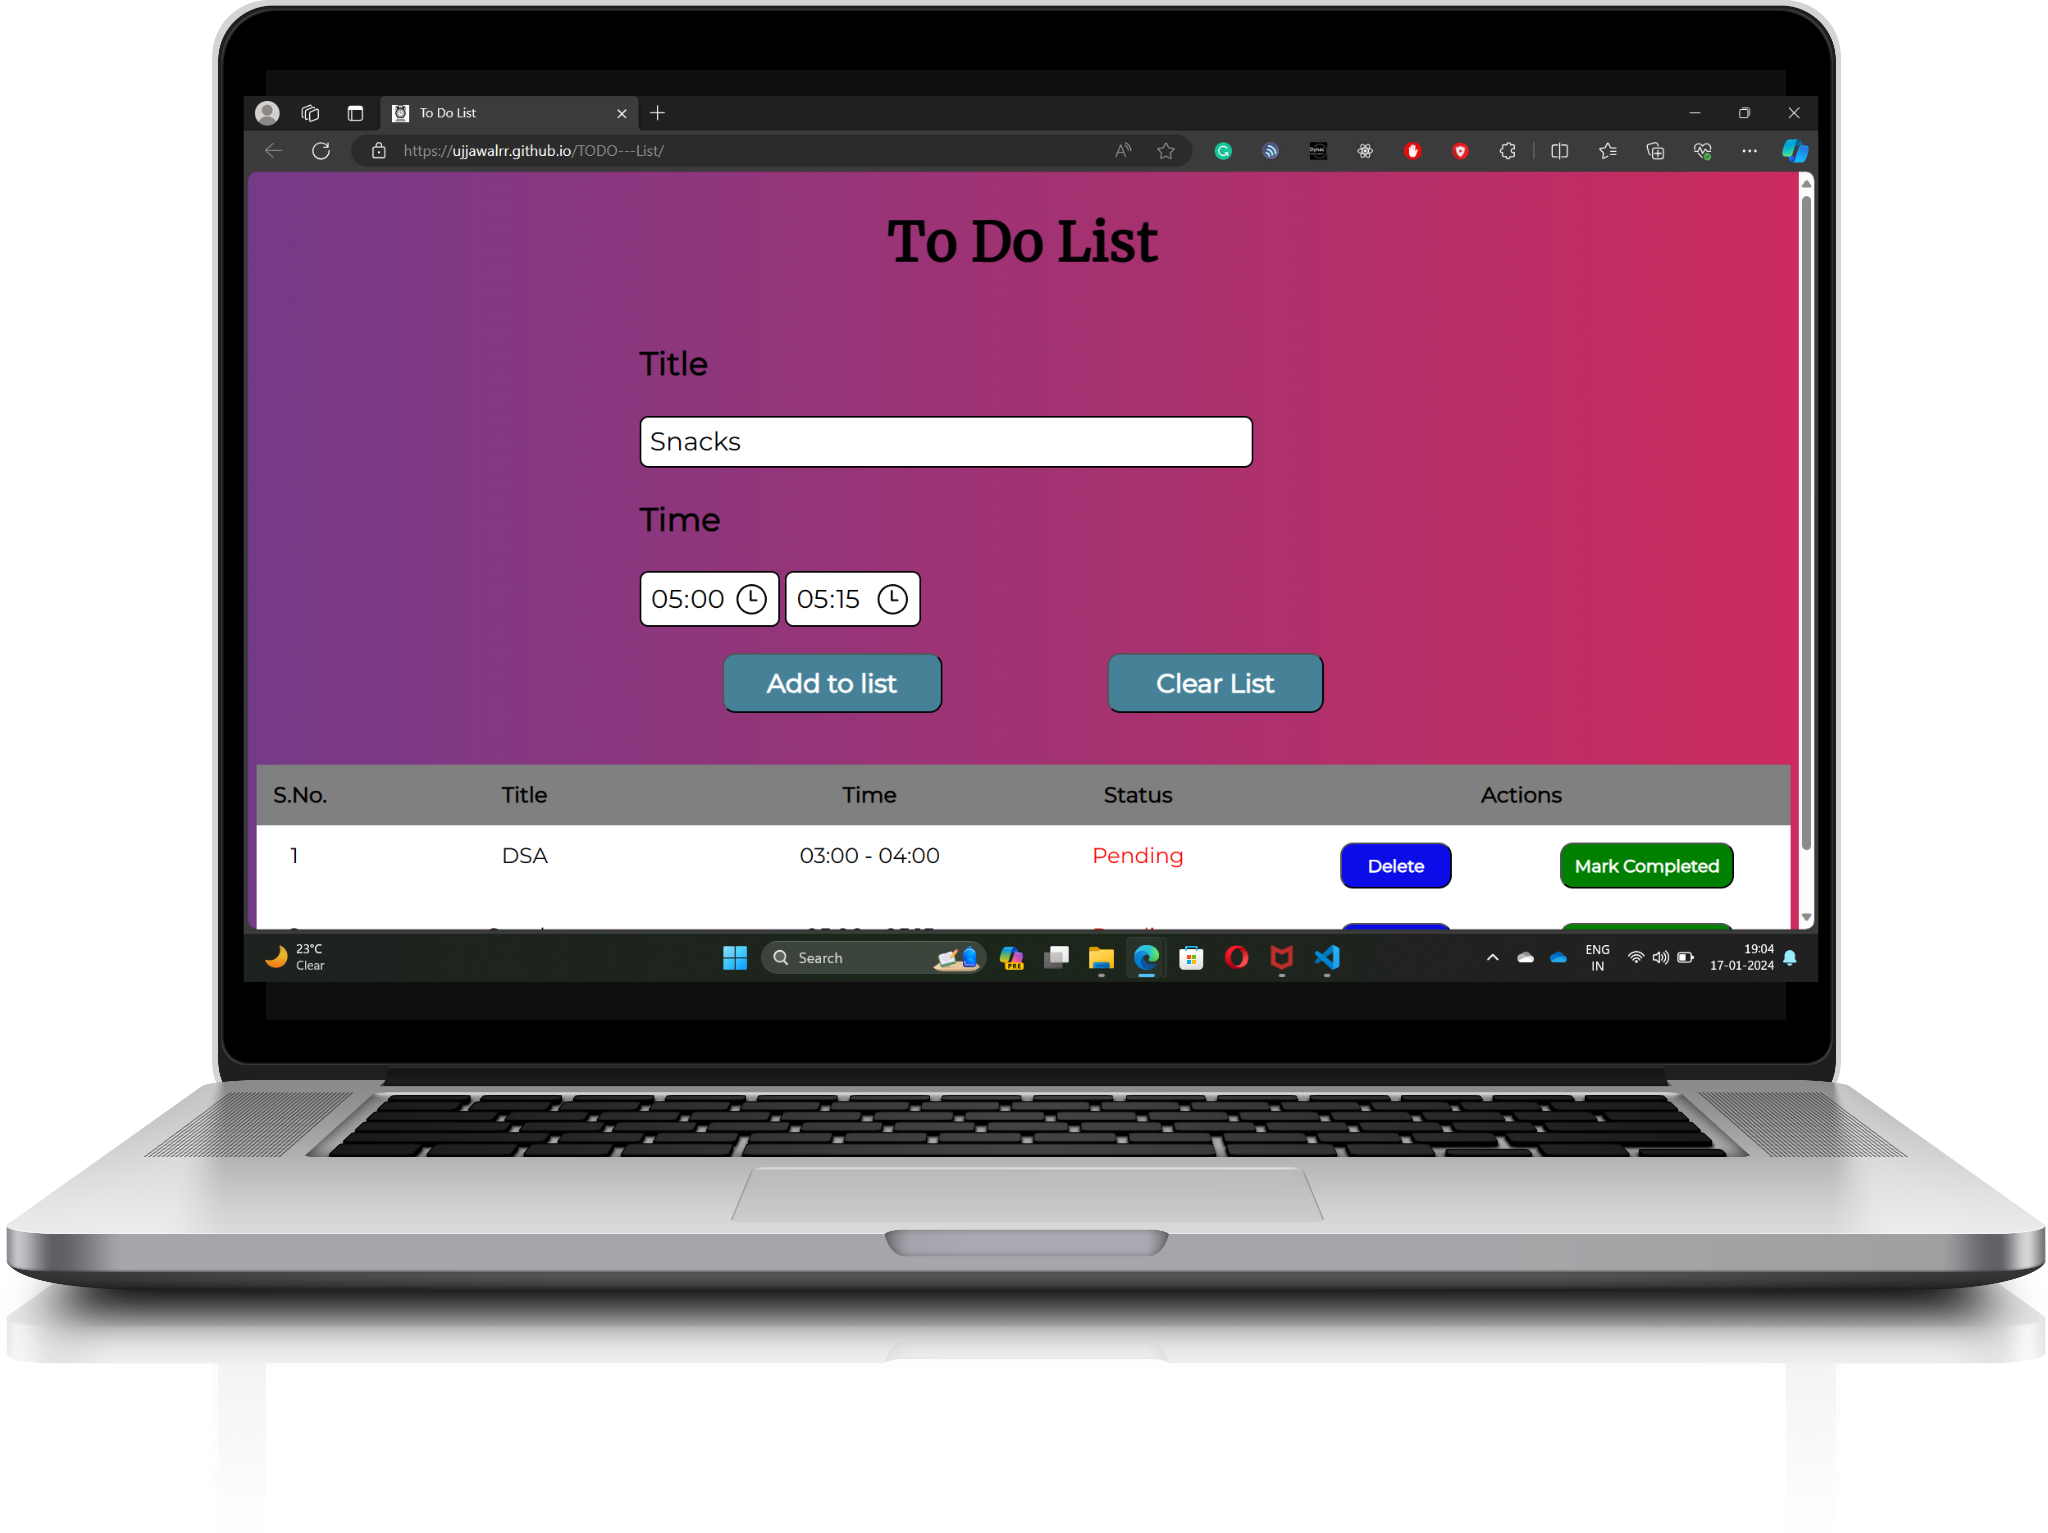 To Do List
https://ujjawalrr.github.io/TODO---List/
To Do List
Title
Snacks
Time
05:00 05:15
Add to list Clear List
S.No. Title Time Status Actions
1 DSA 03:00 - 04:00 Pending Delete Mark Completed
23°C
Clear
Search
PRE
ENG
IN
19:04
17-01-2024